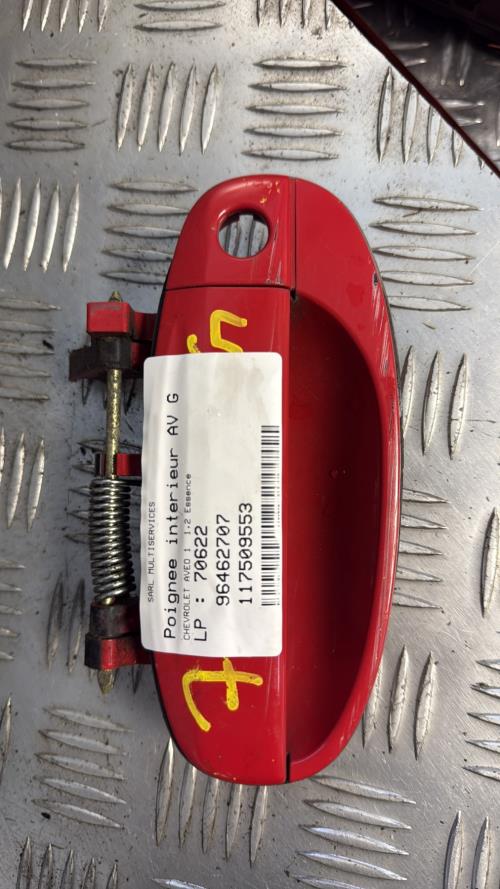 SARL MULTISERVICES
Poignee interieur AV G
CHEVROLET AVEO 1 1.2 Essence
LP : 70622
96462707
117509553